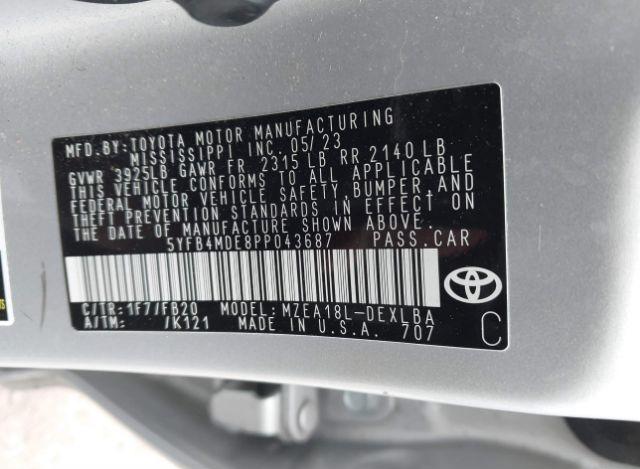 MFD. BY:TOYOTA MOTOR MANUFACTURING
MISSISSIPPI INC. 05/23
GVWR 3925LB GAWR FR 2315 LB RR 2140 LB
THIS VEHICLE CONFORMS TO ALL APPLICABLE
FEDERAL MOTOR VEHICLE SAFETY, BUMPER, AND
THEFT PREVENTION STANDARDS IN EFFECT ON
THE DATE OF MANUFACTURE SHOWN ABOVE.
5YFB4MDE8PP043687 PASS.CAR
C/TR:1F7/FB20 MODEL:MZEA18L-DEXLBA
A/TM: /K121 MADE IN U.S.A. 707
C